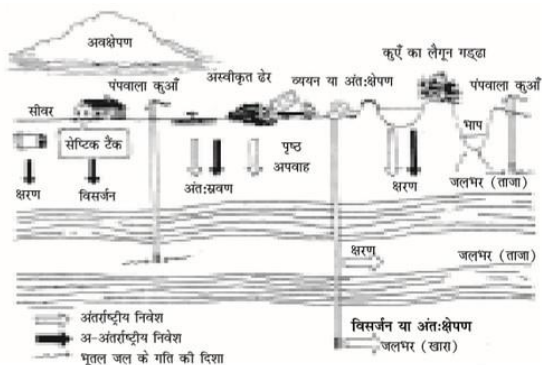 अवक्षेपण
कुएँ का लैगून गड्ढा
अस्वीकृत ढेर
व्ययन या अंत:क्षेपण
पंपवाला कुआँ
पंपवाला कुआँ
सीवर
सेप्टिक टैंक
पृष्ठ
अपवाह
भाप
क्षरण
विसर्जन
अंत:स्रवण
क्षरण
जलभर (ताजा)
क्षरण
जलभर (ताजा)
अंतर्राष्ट्रीय निवेश
अ-अंतर्राष्ट्रीय निवेश
भूतल जल के गति की दिशा
विसर्जन या अंत:क्षेपण
जलभर (खारा)